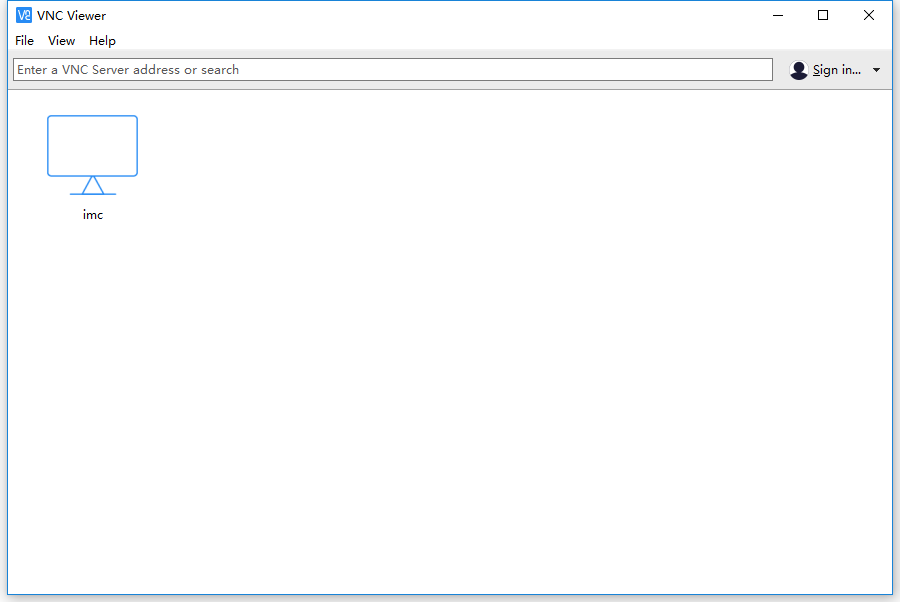 VNC Viewer
File View Help
Enter a VNC Server address or search
Sign in...
imc